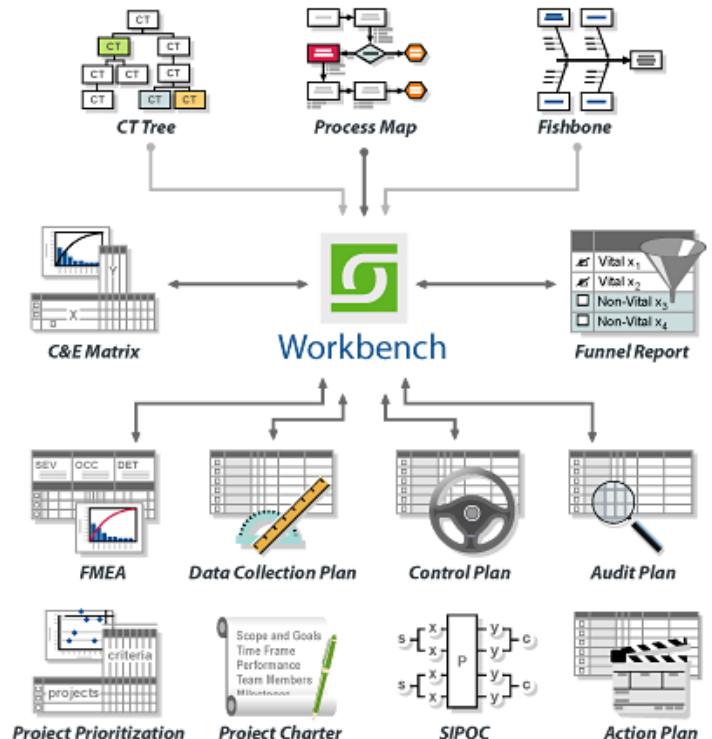 CT
CT
CT
CT
CT
CT
CT
CT
CT
CT Tree
Process Map
Fishbone
Y
X
C&E Matrix
Workbench
Vital x1
Vital x2
Non-Vital x3
Non-Vital x4
Funnel Report
SEV OCC DET
FMEA
Data Collection Plan
Control Plan
Audit Plan
criteria
projects
Project Prioritization
Scope and Goals
Time Frame
Performance
Team Members
Milestones
Project Charter
x y
s c
x y
P
x y
s c
x y
SIPOC
Action Plan